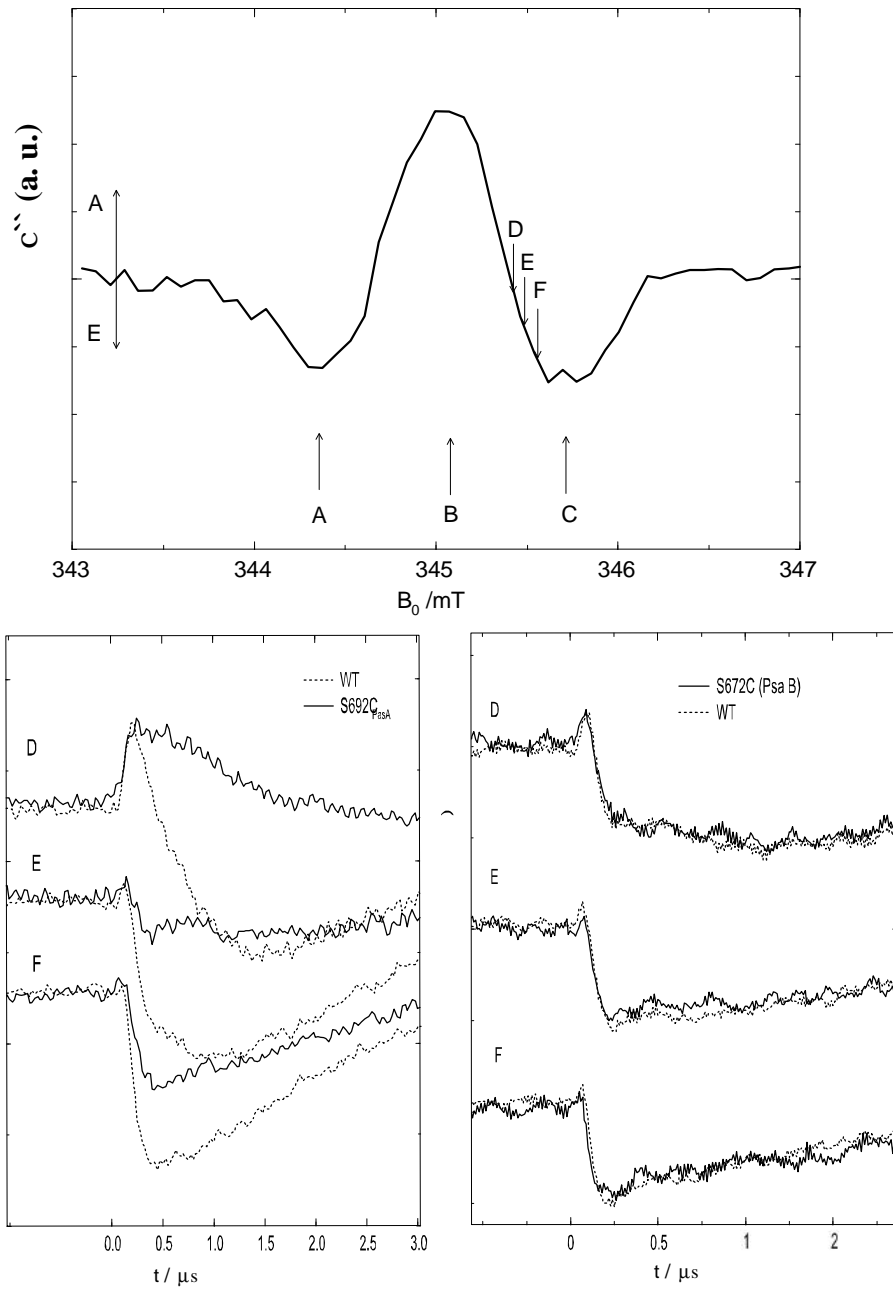 C`` (a. u.)
A
E
D
E
F
A
B
C
343
344
345
346
347
B0 /mT
WT
S692C PasA
D
E
F
0.0
0.5
1.0
1.5
2.0
2.5
3.0
t / μs
)
S672C (Psa B)
WT
D
E
F
0
0.5
1
2
t / μs